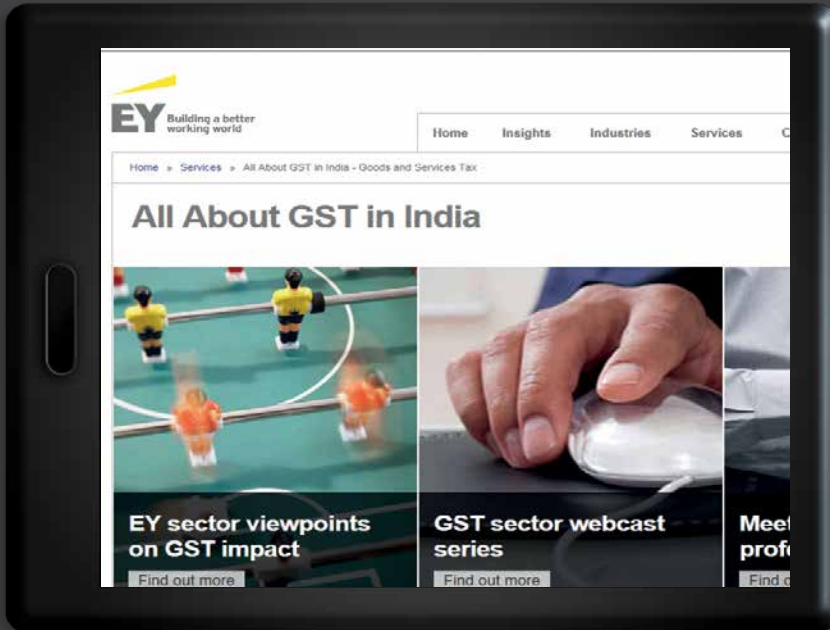 EY Building a better
working world
Home Insights Industries Services
Home » Services » All About GST in India - Goods and Services Tax
All About GST in India
EY sector viewpoints
on GST impact
Find out more
GST sector webcast
series
Find out more
Meet